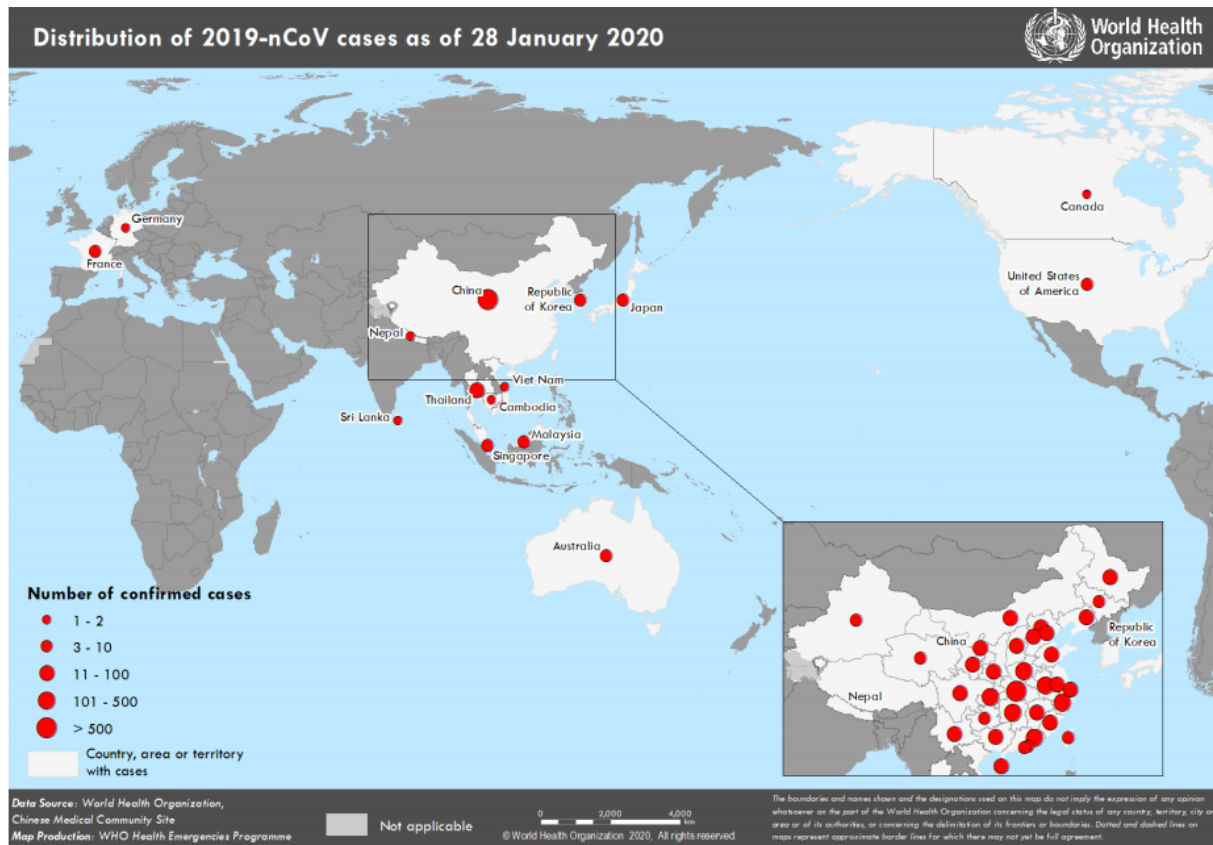 Distribution of 2019-nCoV cases as of 28 January 2020
World Health
Organization
Germany
France
China
Republic
of Korea
Japan
Nepal
Viet Nam
Thailand
Cambodia
Sri Lanka
Malaysia
Singapore
Australia
Canada
United States
of America
China
Republic
of Korea
Nepal
Number of confirmed cases
1 - 2
3 - 10
11 - 100
101 - 500
> 500
Country, area or territory
with cases
Data Source: World Health Organization,
Chinese Medical Community Site
Map Production: WHO Health Emergencies Programme
Not applicable
0 2,000 4,000
km
© World Health Organization 2020, All rights reserved.
The boundaries and names shown and the designations used on this map do not imply the expression of any opinion
whatsoever on the part of the World Health Organization concerning the legal status of any country, territory, city or
area or of its authorities, or concerning the delimitation of its frontiers or boundaries. Dotted and dashed lines on
maps represent approximate border lines for which there may not yet be full agreement.